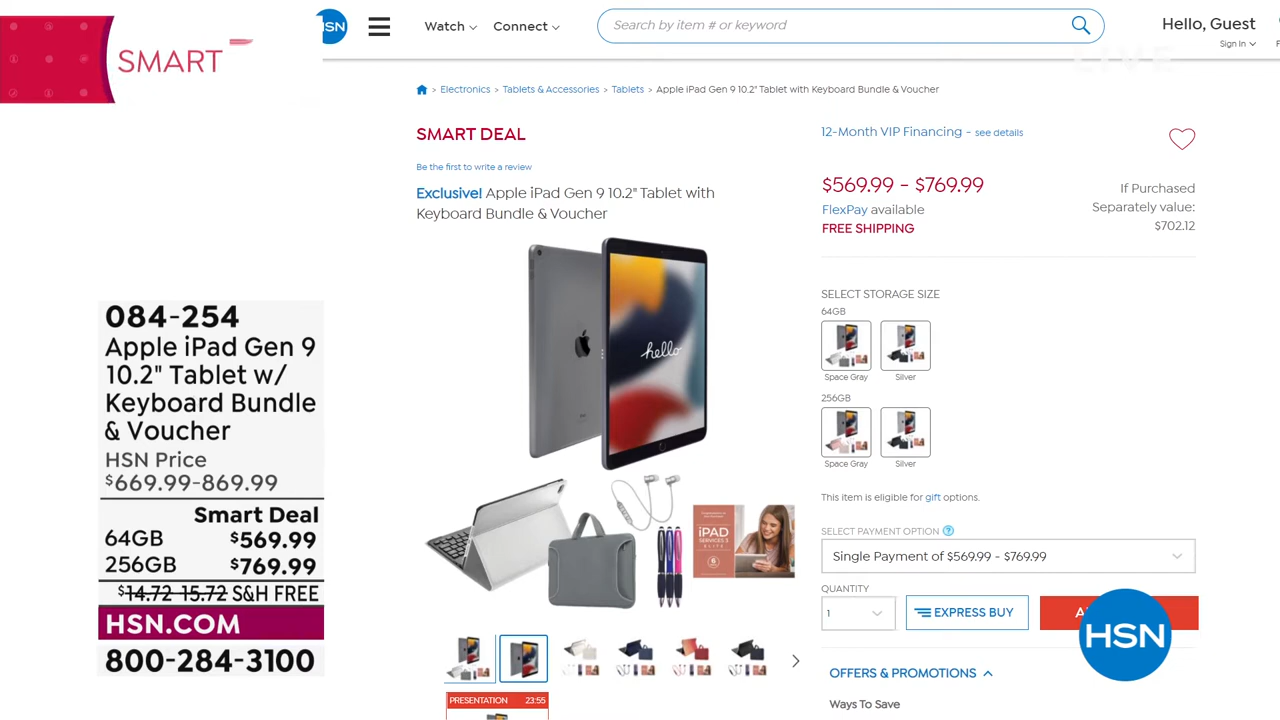 SMART
HSN
Watch
Connect
Search by item # or keyword
Hello, Guest
Sign In
LIVE
Electronics > Tablets & Accessories > Tablets > Apple iPad Gen 9 10.2" Tablet with Keyboard Bundle & Voucher
SMART DEAL
Be the first to write a review
Exclusive! Apple iPad Gen 9 10.2" Tablet with
Keyboard Bundle & Voucher
hello
iPAD
SERVICES 3
ELITE
12-Month VIP Financing - see details
$569.99 - $769.99
FlexPay available
FREE SHIPPING
If Purchased
Separately value:
$702.12
SELECT STORAGE SIZE
64GB
Space Gray
Silver
256GB
Space Gray
Silver
This item is eligible for gift options.
SELECT PAYMENT OPTION ?
Single Payment of $569.99 - $769.99
QUANTITY
1
EXPRESS BUY
HSN
OFFERS & PROMOTIONS
Ways To Save
PRESENTATION 23:55
084-254
Apple iPad Gen 9
10.2" Tablet w/
Keyboard Bundle
& Voucher
HSN Price
$669.99-869.99
Smart Deal
64GB $569.99
256GB $769.99
$14.72-15.72 S&H FREE
HSN.COM
800-284-3100